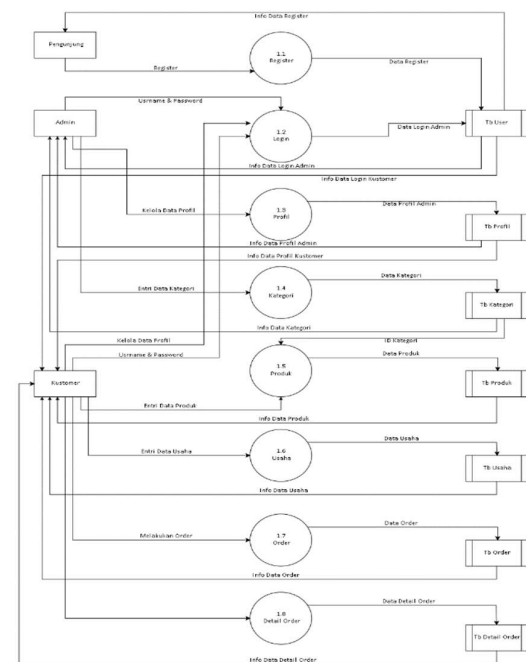 Info Data Register
Pengunjung
1.1
Register
Data Register
Register
Usrname & Password
Admin
1.2
Login
Data Login Admin
Tb User
Info Data Login Admin
Info Data Login Kustomer
Kelola Data Profil
1.3
Profil
Data Profil Admin
Tb Profil
Info Data Profil Admin
Info Data Profil Kustomer
Entri Data Kategori
1.4
Kategori
Data Kategori
Tb Kategori
Info Data Kategori
Kelola Data Profil
Tb Kategori
Usrname & Password
Data Produk
1.5
Produk
Kustomer
Tb Produk
Entri Data Produk
Info Data Produk
Data Usaha
Entri Data Usaha
1.6
Usaha
Tb Usaha
Info Data Usaha
Data Order
Melakukan Order
1.7
Order
Tb Order
Info Data Order
Data Detail Order
1.8
Detail Order
Tb Detail Order
Info Data Detail Order